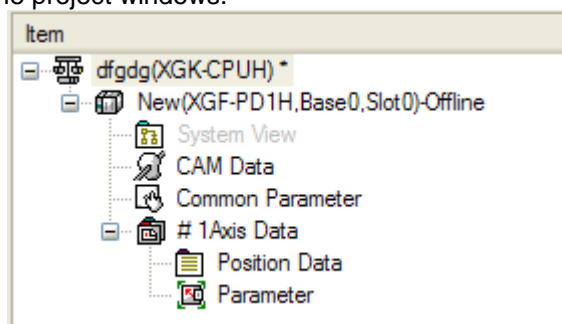 project windows.
Item
dfgdg(XGK-CPUH) *
New(XGF-PD1H,Base0,Slot0)-Offline
System View
CAM Data
Common Parameter
# 1Axis Data
Position Data
Parameter